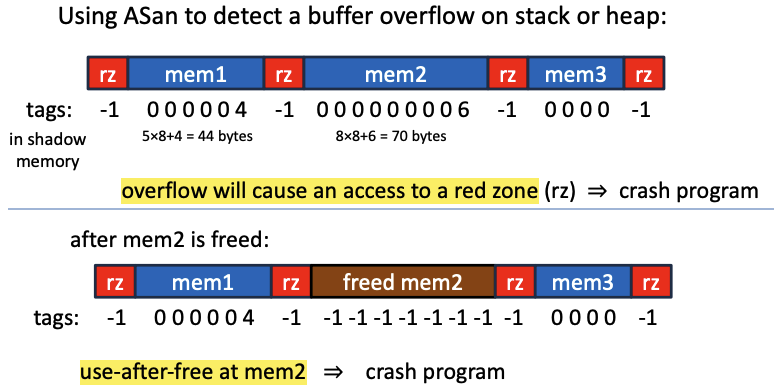 Using ASan to detect a buffer overflow on stack or heap:
rz mem1 rz mem2 rz mem3 rz
tags: -1 0 0 0 0 0 4 -1 0 0 0 0 0 0 0 0 6 -1 0 0 0 0 -1
in shadow memory
5×8+4 = 44 bytes 8×8+6 = 70 bytes
overflow will cause an access to a red zone (rz) ⇒ crash program
after mem2 is freed:
rz mem1 rz freed mem2 rz mem3 rz
tags: -1 0 0 0 0 0 4 -1 -1 -1 -1 -1 -1 -1 -1 -1 0 0 0 0 -1
use-after-free at mem2 ⇒ crash program